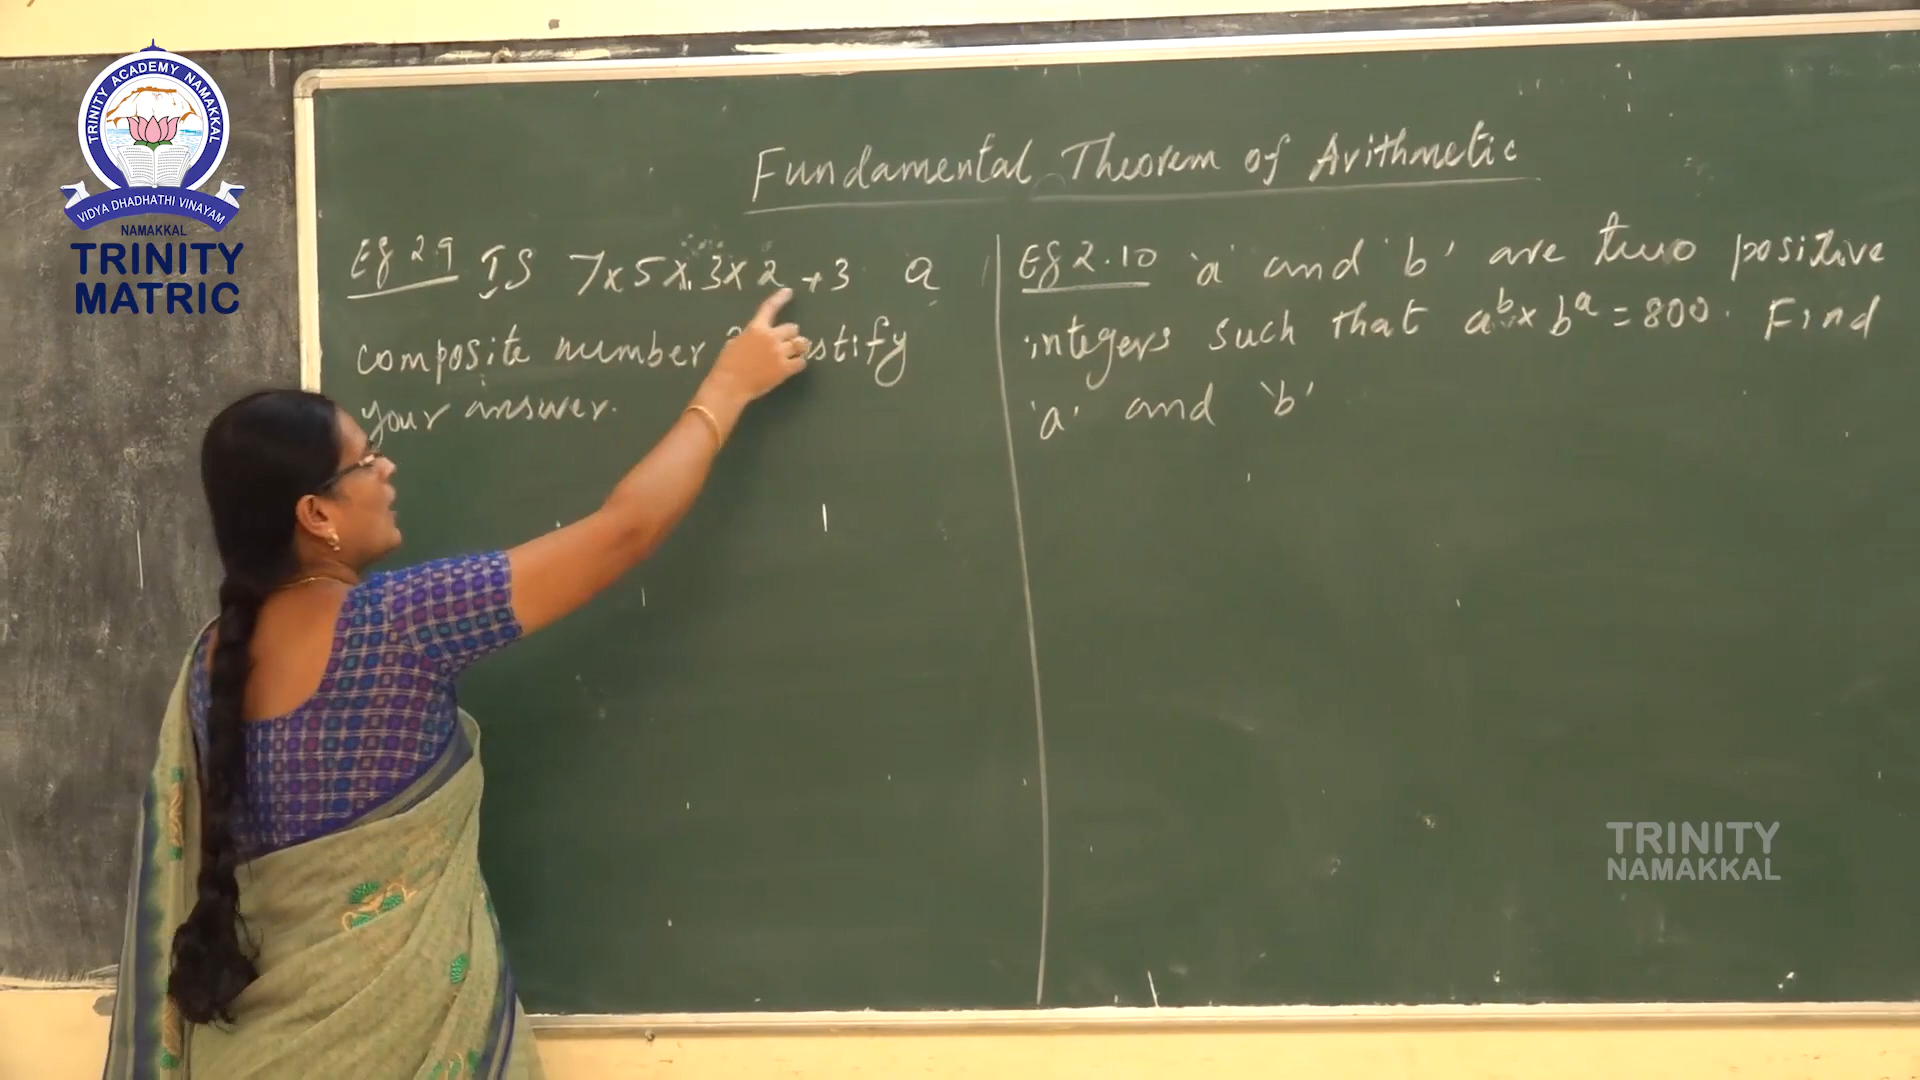 TRINITY ACADEMY NAMAKKAL
VIDYA DHADHATHI VINAYAM
NAMAKKAL
TRINITY
MATRIC
Fundamental Theorem of Arithmetic
Eg 2.9 Is 7x5x3x2+3 a
composite number
your answer.
Eg 2.10 'a' and 'b' are two positive
integers such that a^b x b^a = 800. Find
'a' and 'b'
TRINITY
NAMAKKAL